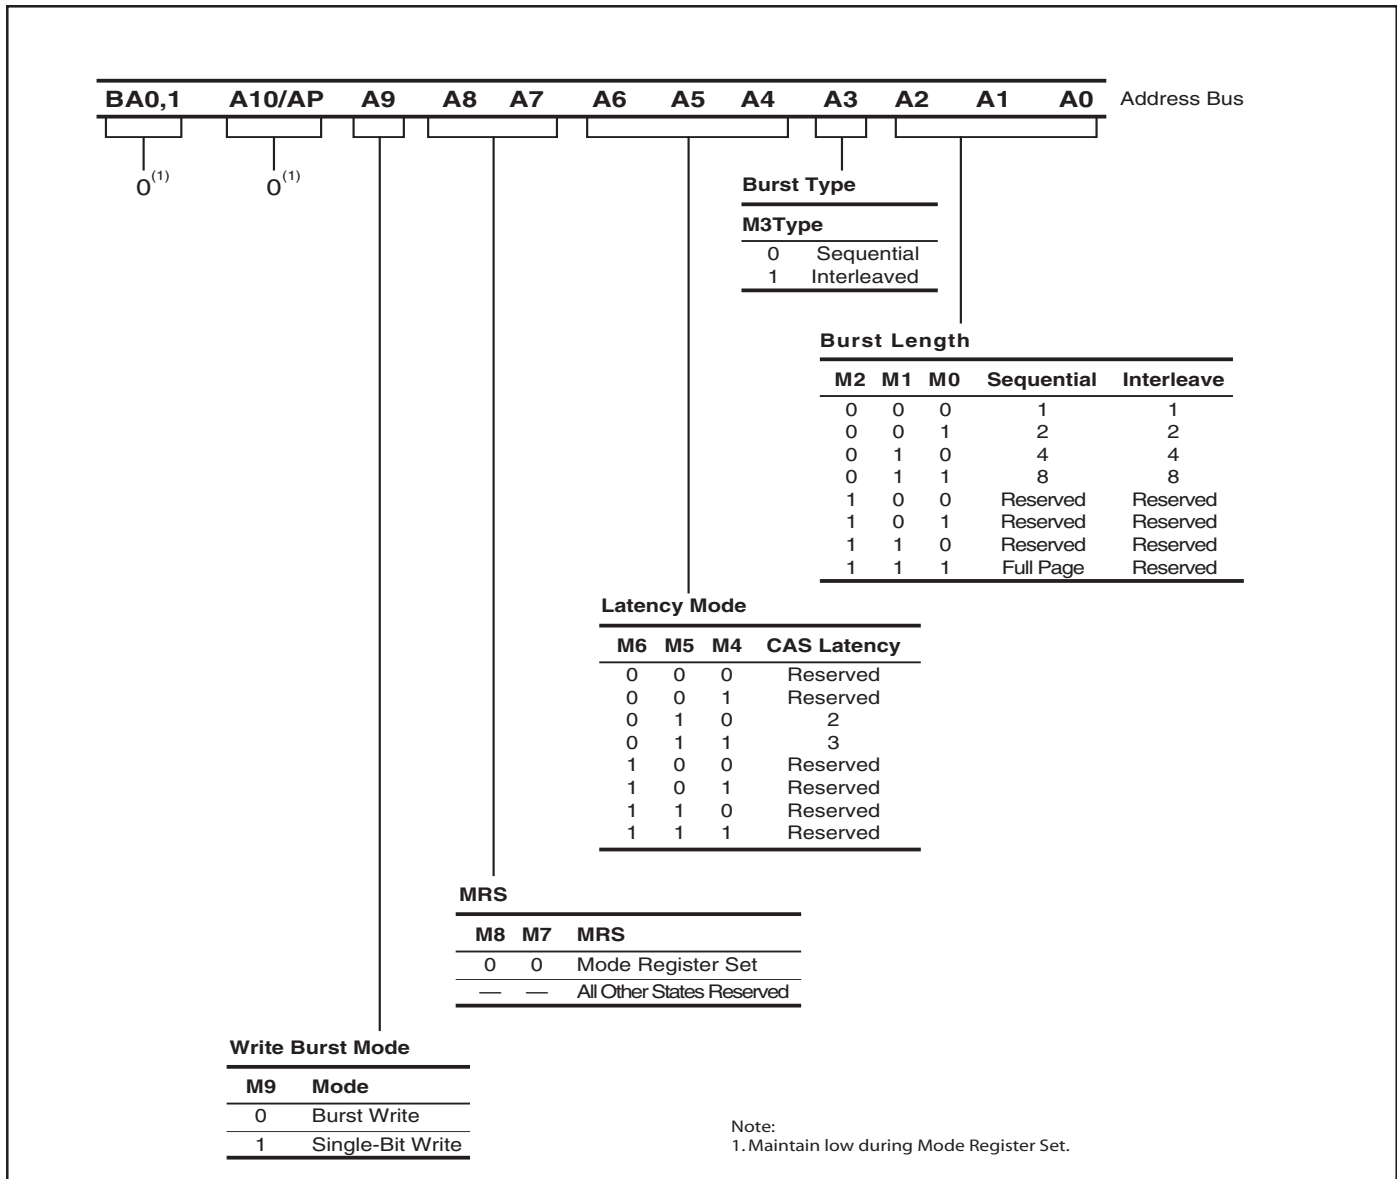 BA0,1 A10/AP A9 A8 A7 A6 A5 A4 A3 A2 A1 A0 Address Bus
0(1) 0(1)
Burst Type
M3Type
0 Sequential
1 Interleaved
Burst Length
M2 M1 M0 Sequential Interleave
0 0 0 1 1
0 0 1 2 2
0 1 0 4 4
0 1 1 8 8
1 0 0 Reserved Reserved
1 0 1 Reserved Reserved
1 1 0 Reserved Reserved
1 1 1 Full Page Reserved
Latency Mode
M6 M5 M4 CAS Latency
0 0 0 Reserved
0 0 1 Reserved
0 1 0 2
0 1 1 3
1 0 0 Reserved
1 0 1 Reserved
1 1 0 Reserved
1 1 1 Reserved
MRS
M8 M7 MRS
0 0 Mode Register Set
— — All Other States Reserved
Write Burst Mode
M9 Mode
0 Burst Write
1 Single-Bit Write
Note:
1. Maintain low during Mode Register Set.